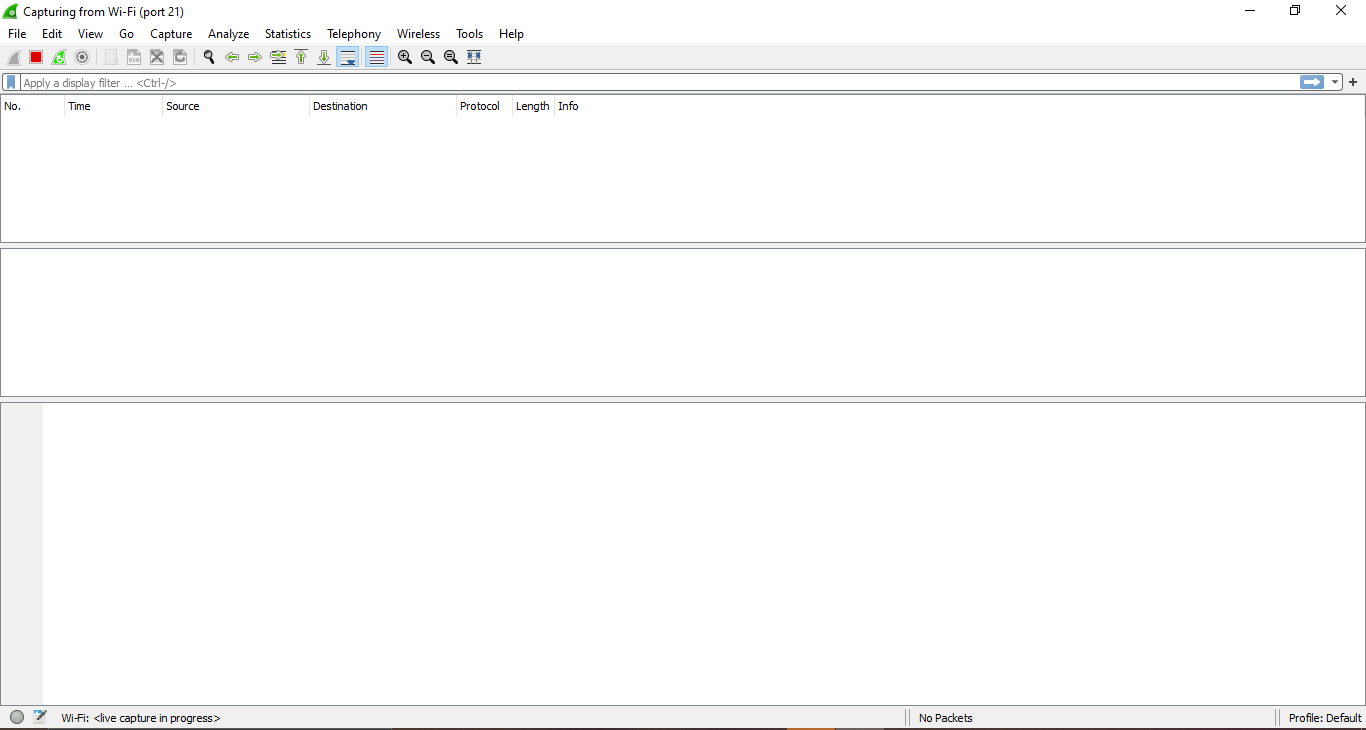 Capturing from Wi-Fi (port 21)
File Edit View Go Capture Analyze Statistics Telephony Wireless Tools Help
Apply a display filter ... <Ctrl-/>
No. Time Source Destination Protocol Length Info
Wi-Fi: <live capture in progress> No Packets Profile: Default